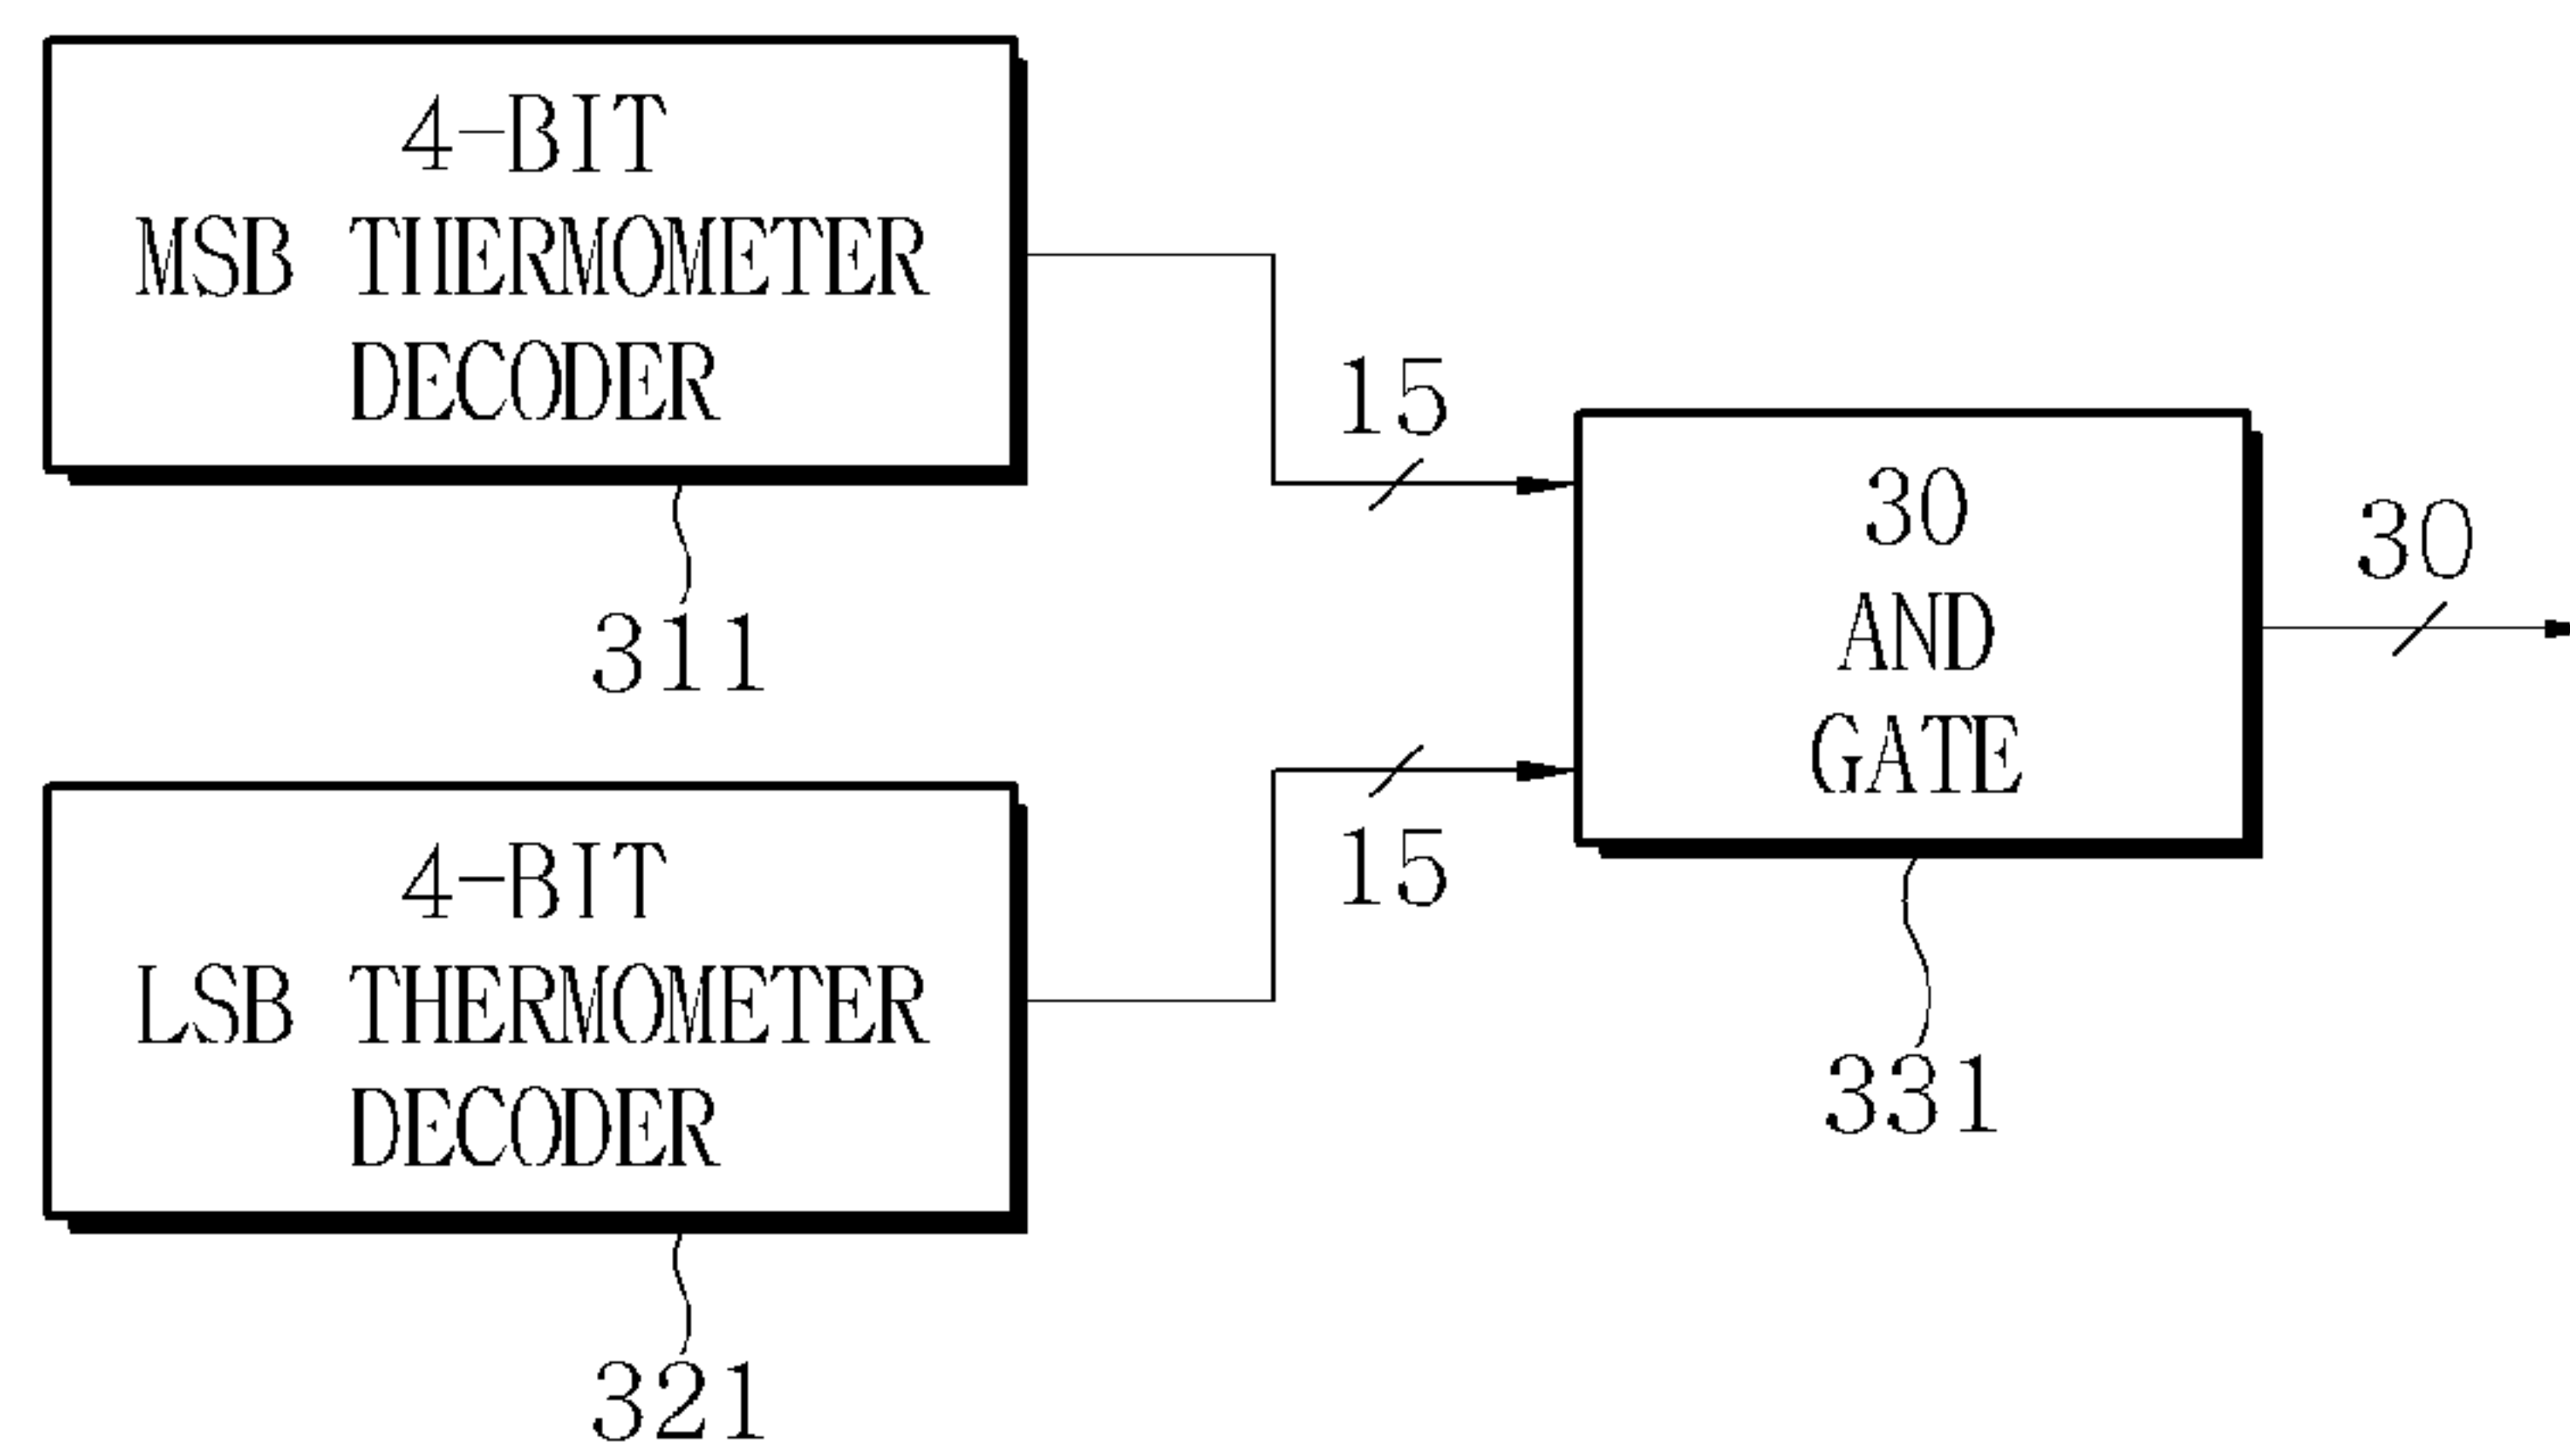 4-BIT
MSB THERMOMETER
DECODER
311
15
30
AND
GATE
30
331
4-BIT
LSB THERMOMETER
DECODER
321
15